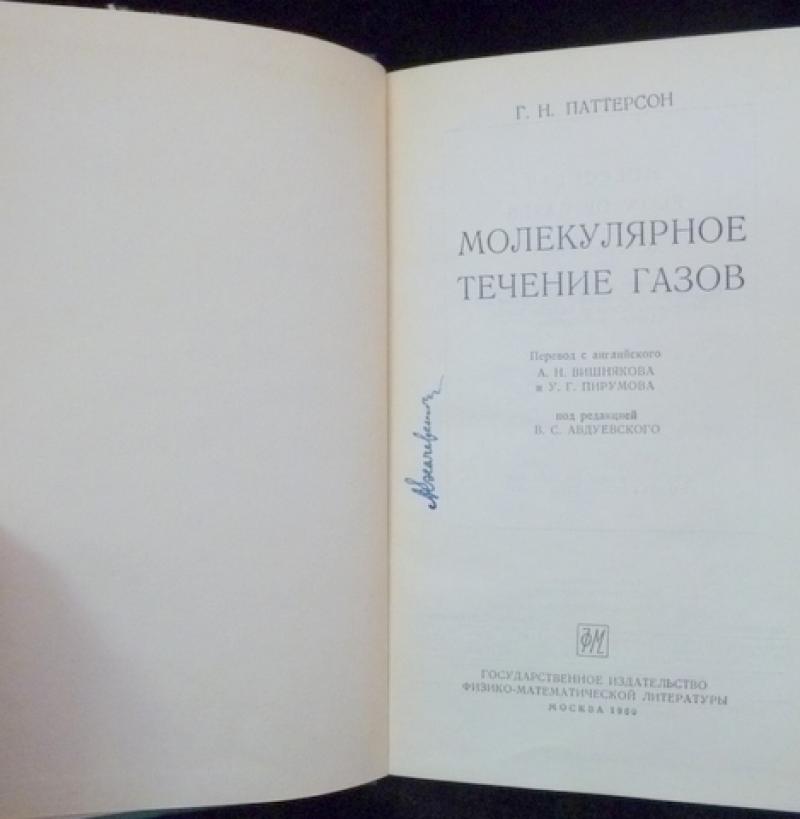 Г. Н. ПАТТЕРСОН
МОЛЕКУЛЯРНОЕ
ТЕЧЕНИЕ ГАЗОВ
Перевод с английского
А. Н. ВИШНЯКОВА
и У. Г. ПИРУМОВА
под редакцией
В. С. АВДУЕВСКОГО
ФМ
ГОСУДАРСТВЕННОЕ ИЗДАТЕЛЬСТВО
ФИЗИКО-МАТЕМАТИЧЕСКОЙ ЛИТЕРАТУРЫ
МОСКВА 1960